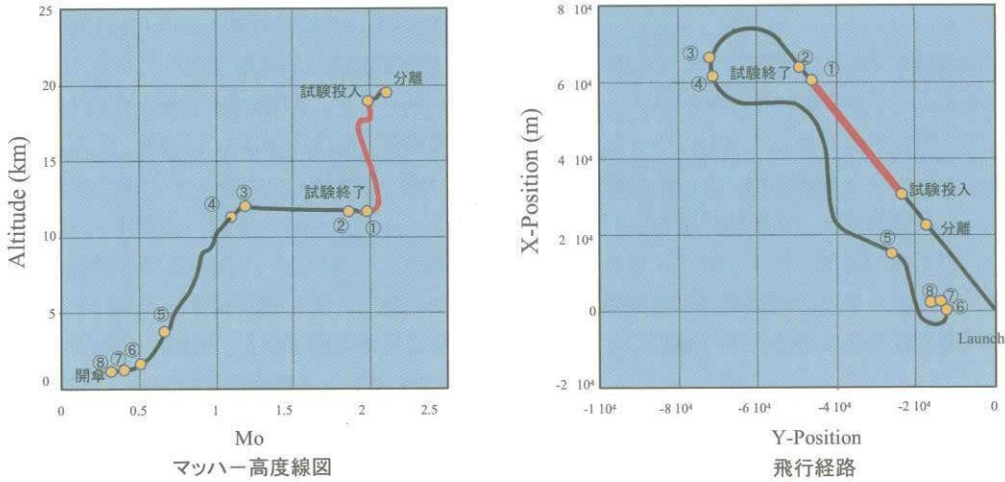 25
20
15
10
5
0
Altitude (km)
分離
試験投入
試験終了
④
③
②
①
⑤
⑧
⑦
⑥
開傘
0
0.5
1
1.5
2
2.5
Mo
マッハー高度線図
8 10⁴
6 10⁴
4 10⁴
2 10⁴
0
-2 10⁴
X-Position (m)
③
④
試験終了
②
①
試験投入
分離
⑤
⑧
⑦
⑥
Launch
-1 10⁴
-8 10⁴
-6 10⁴
-4 10⁴
-2 10⁴
0
Y-Position
飛行経路